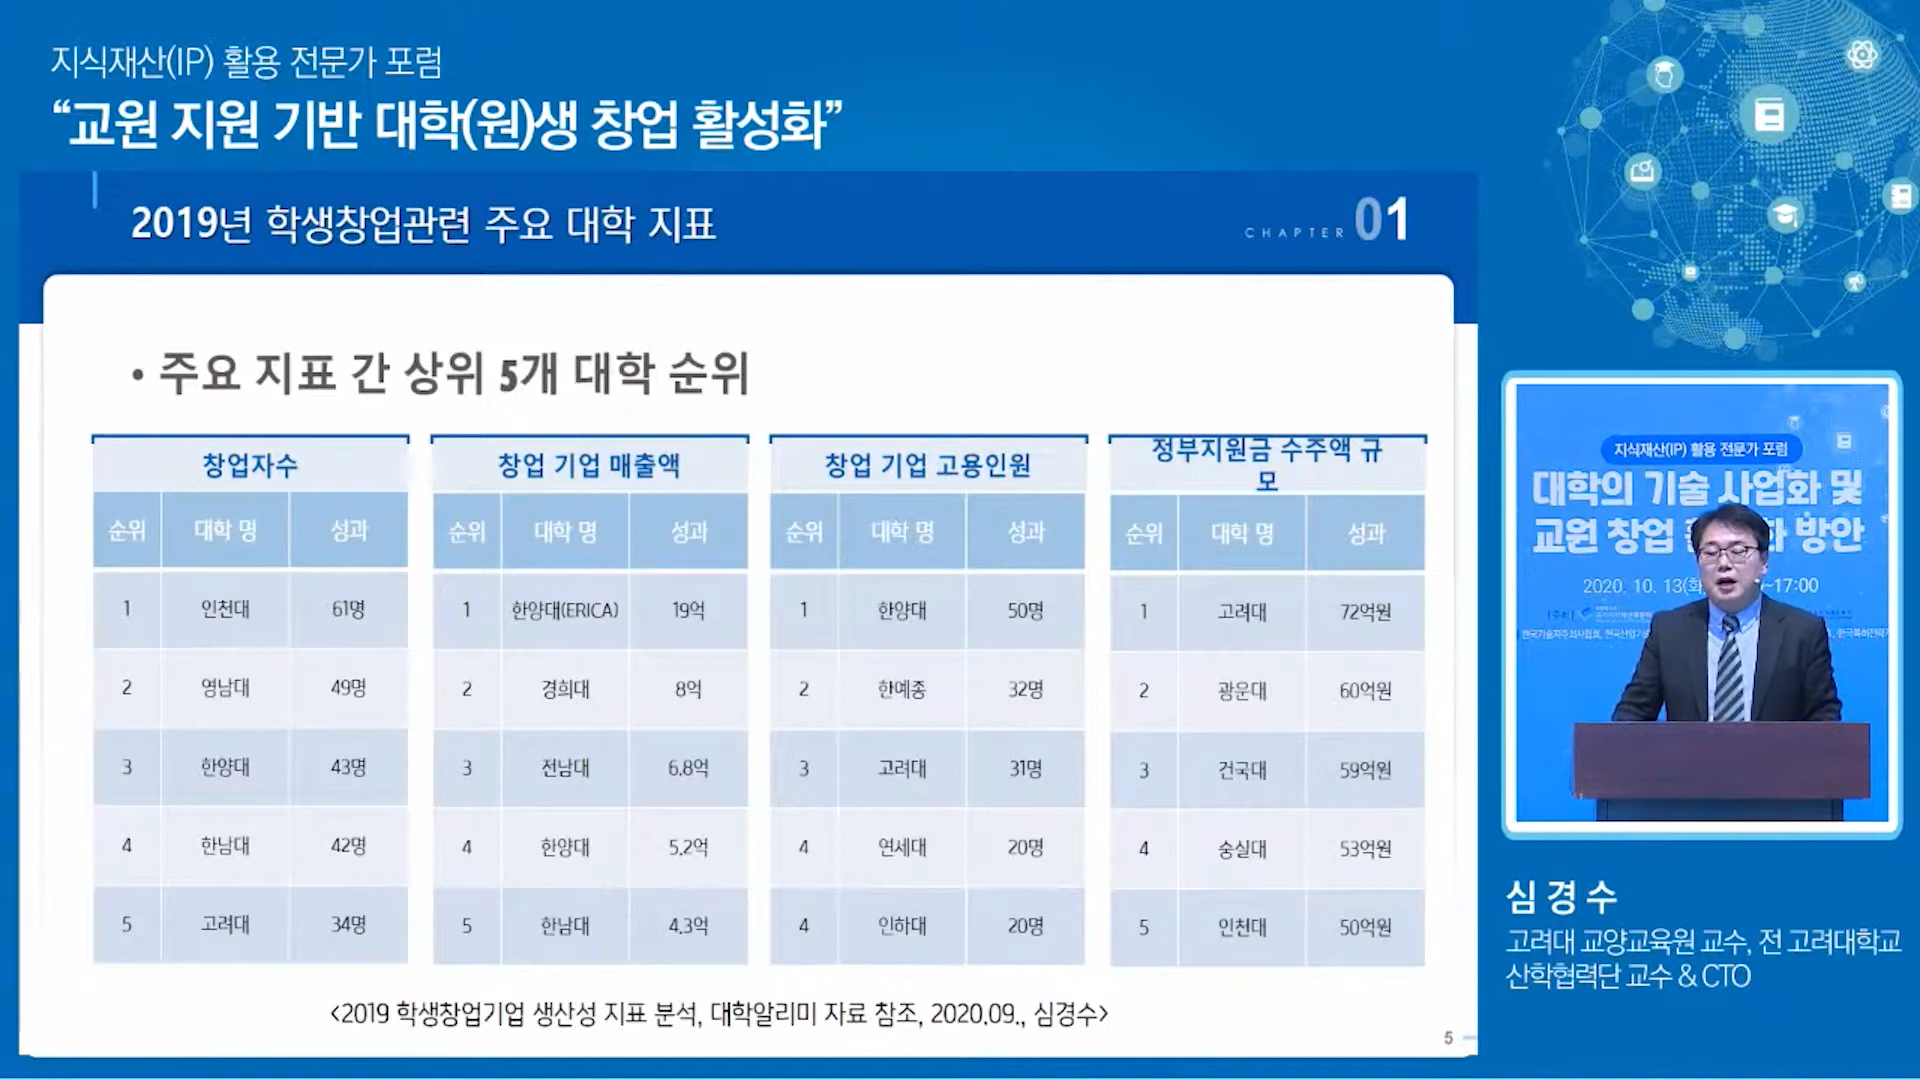 지식재산(IP) 활용 전문가 포럼
“교원 지원 기반 대학(원)생 창업 활성화”
2019년 학생창업관련 주요 대학 지표
CHAPTER 01
• 주요 지표 간 상위 5개 대학 순위
창업자수
순위 대학 명 성과
1 인천대 61명
2 영남대 49명
3 한양대 43명
4 한남대 42명
5 고려대 34명
창업 기업 매출액
순위 대학 명 성과
1 한양대(ERICA) 19억
2 경희대 8억
3 전남대 6.8억
4 한양대 5.2억
5 한남대 4.3억
창업 기업 고용인원
순위 대학 명 성과
1 한양대 50명
2 한예종 32명
3 고려대 31명
4 연세대 20명
4 인하대 20명
정부지원금 수주액 규
모
순위 대학 명 성과
1 고려대 72억원
2 광운대 60억원
3 건국대 59억원
4 숭실대 53억원
5 인천대 50억원
<2019 학생창업기업 생산성 지표 분석, 대학알리미 자료 참조, 2020.09., 심경수>
5
지식재산(IP) 활용 전문가 포럼
대학의 기술 사업화 및
교원 창업 방안
2020. 10. 13(화 ~17:00
심경수
고려대 교양교육원 교수, 전 고려대학교
산학협력단 교수 & CTO